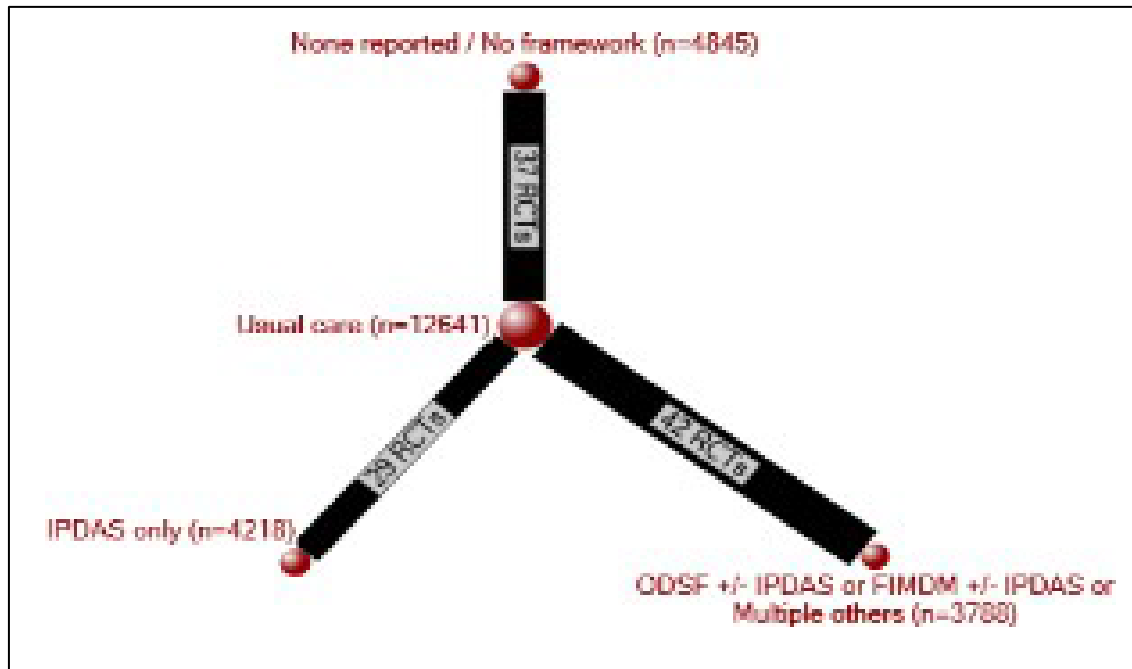 None reported / No framework (n=4845)
37 RCTs
Usual care (n=12641)
29 RCTs
42 RCTs
IPDAS only (n=4218)
ODSF +/- IPDAS or FIMDM +/- IPDAS or
Multiple others (n=3788)